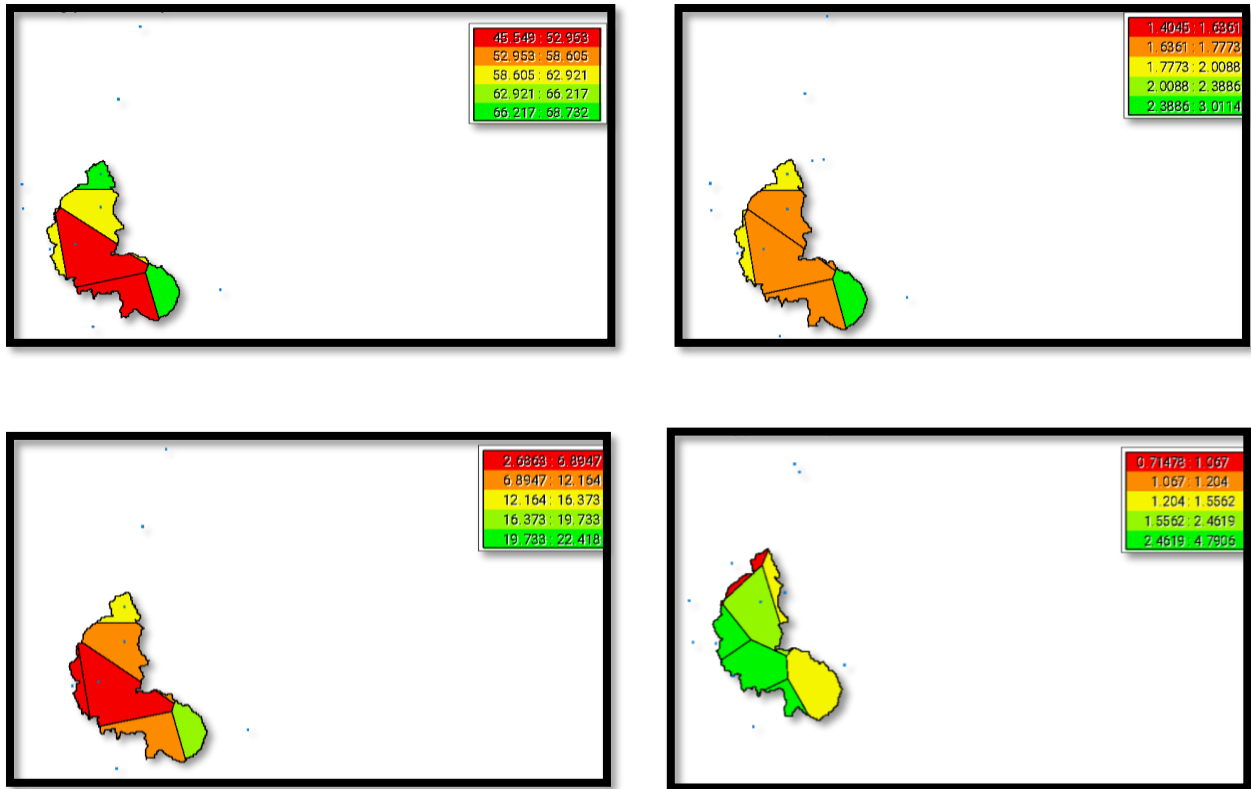 45.549 : 52.953
52.953 : 58.605
58.605 : 62.921
62.921 : 66.217
66.217 : 68.732
1.4045 : 1.6361
1.6361 : 1.7773
1.7773 : 2.0088
2.0088 : 2.3886
2.3886 : 3.0114
2.6863 : 6.8947
6.8947 : 12.164
12.164 : 16.373
16.373 : 19.733
19.733 : 22.418
0.71478 : 1.067
1.067 : 1.204
1.204 : 1.5562
1.5562 : 2.4619
2.4619 : 4.7906